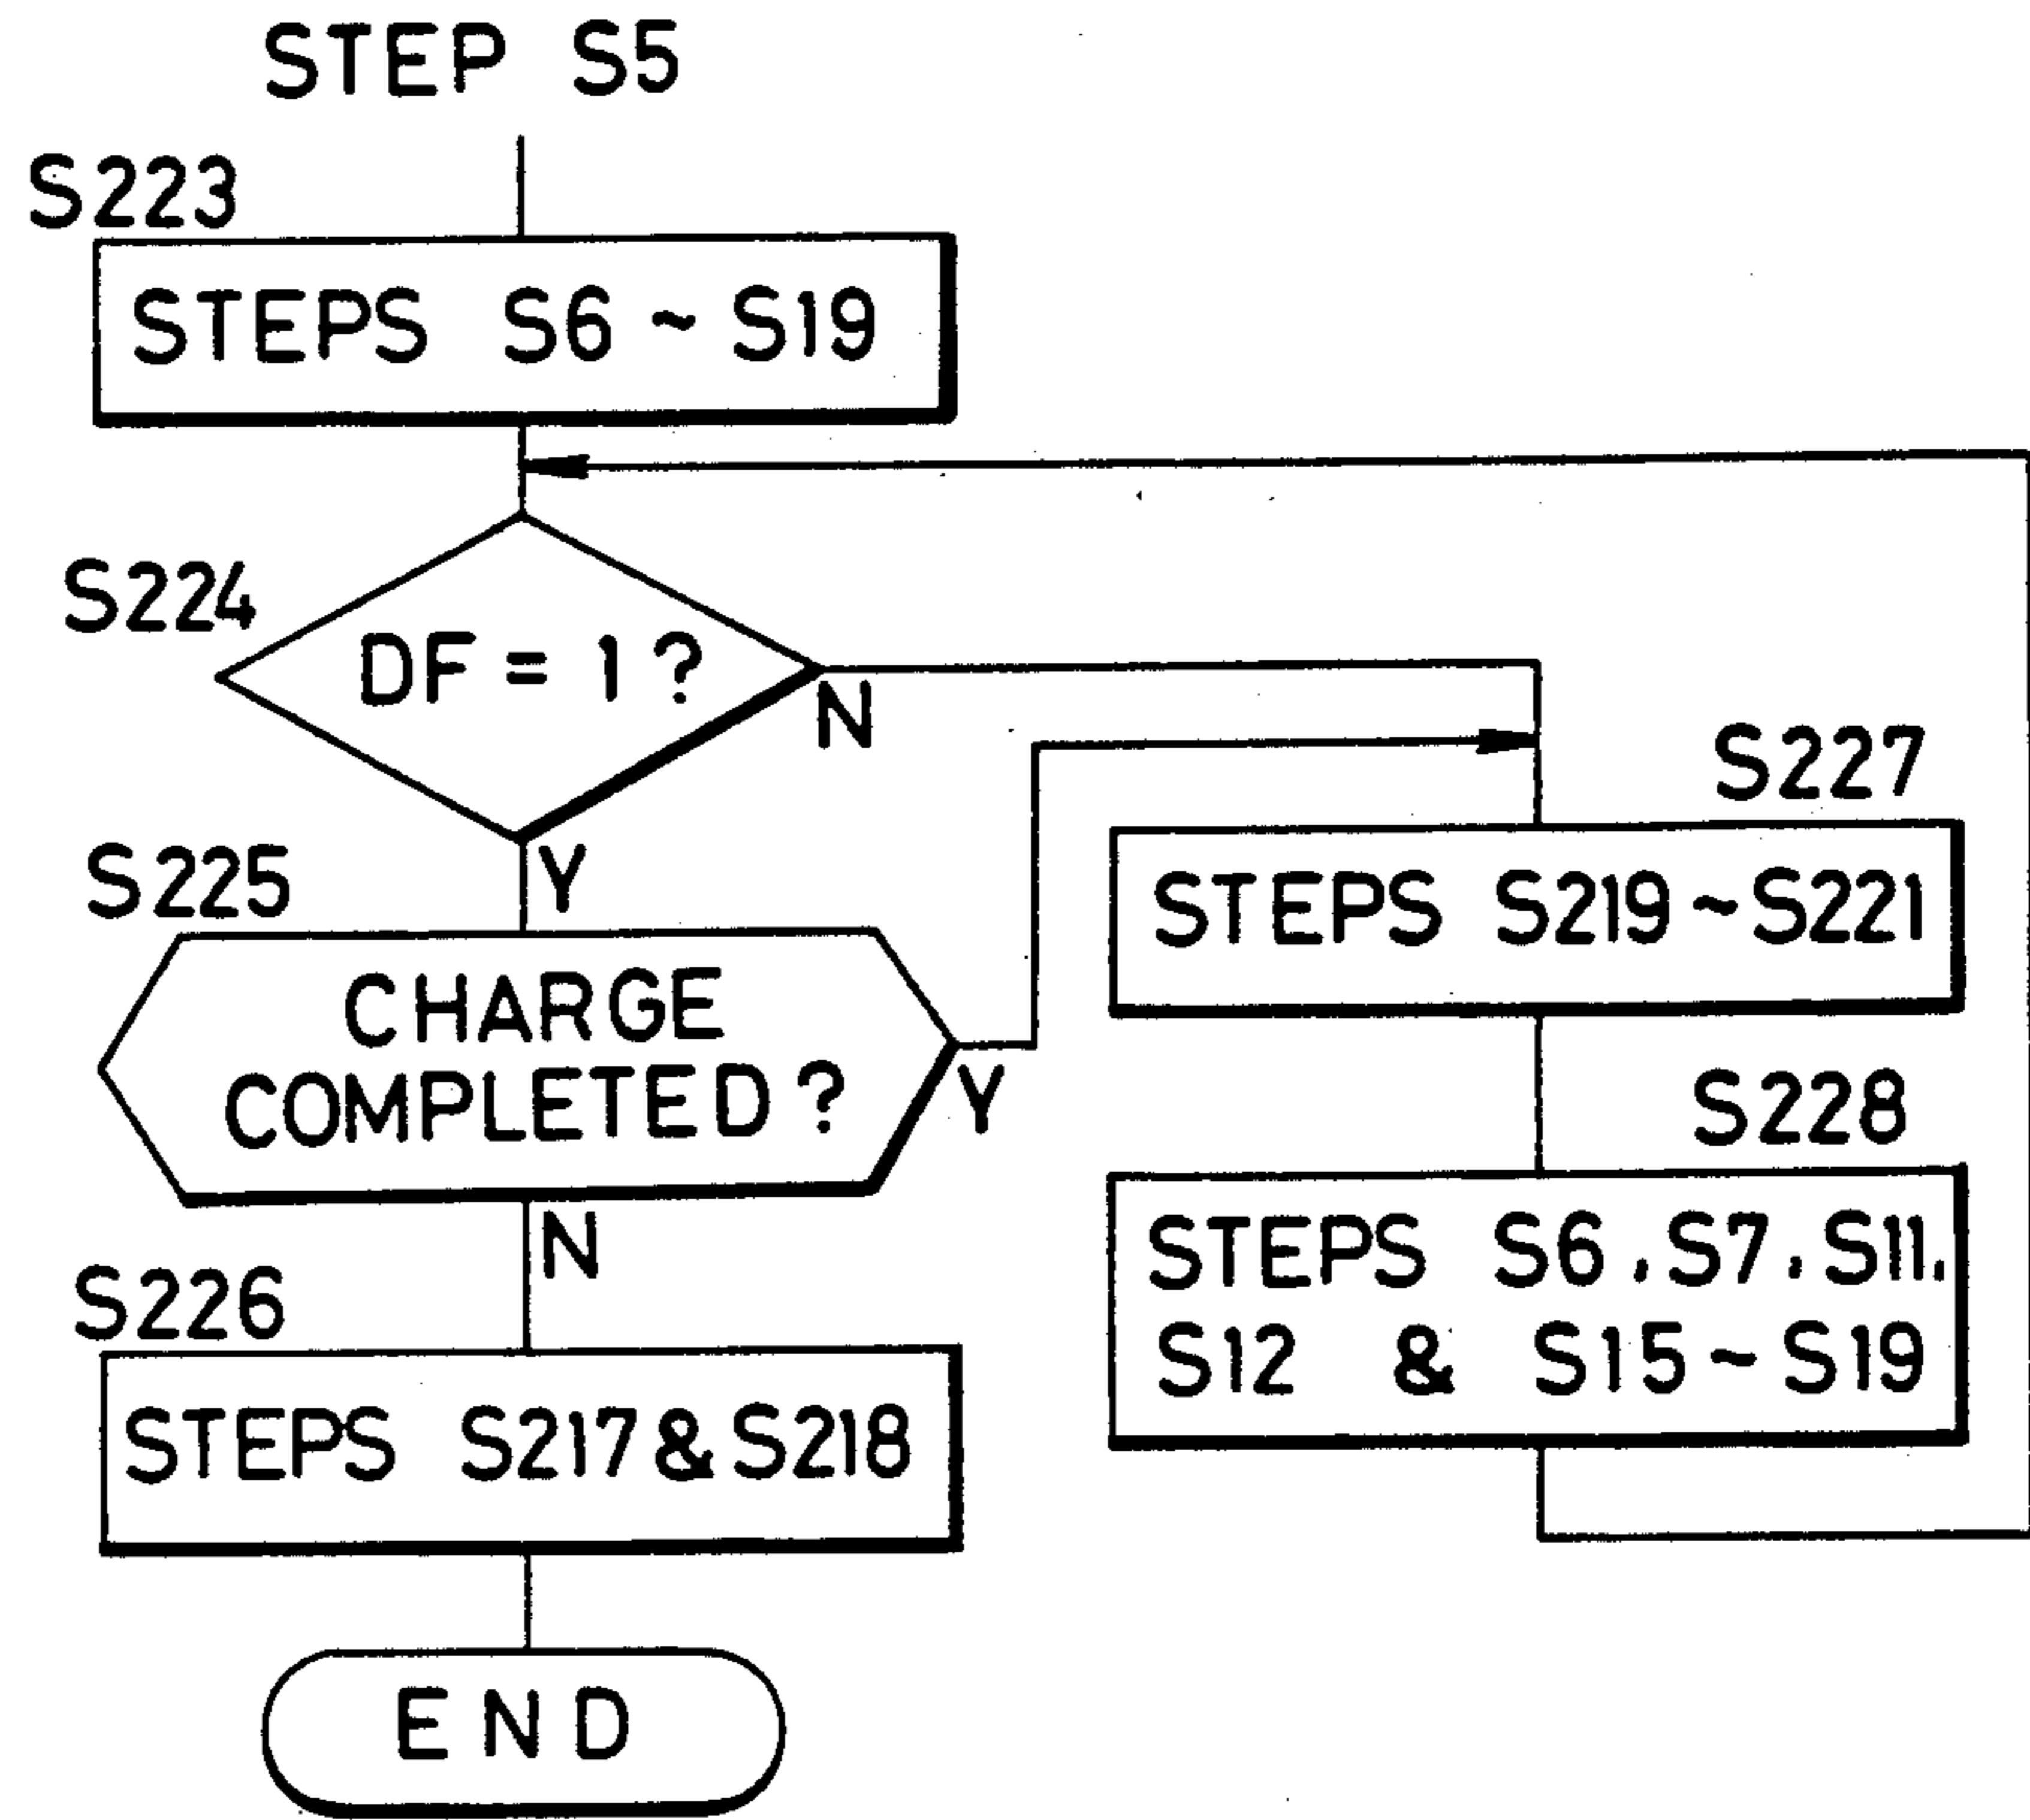 STEP S5
S223
STEPS S6 ~ S19
S224
DF = 1 ?
N
Y
S225
CHARGE
COMPLETED ?
Y
N
S226
STEPS S217 & S218
END
S227
STEPS S219 ~ S221
S228
STEPS S6, S7, S11,
S12 & S15 ~ S19